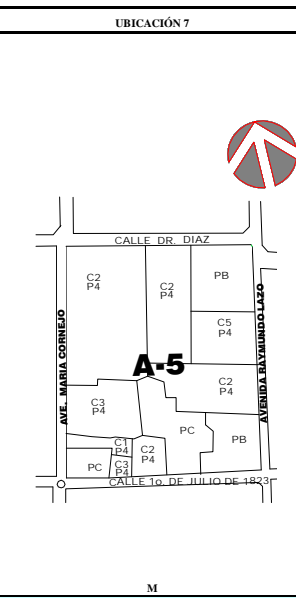 UBICACIÓN 7
CALLE DR. DIAZ
C2
P4
C2
P4
PB
C5
P4
AVE. MARIA CORNEJO
AVENIDA RAYMUNDO LAZO
A-5
C2
P4
C3
P4
PC
PB
C1
P4
C2
P4
PC
C3
P4
CALLE 1o. DE JULIO DE 1823
M